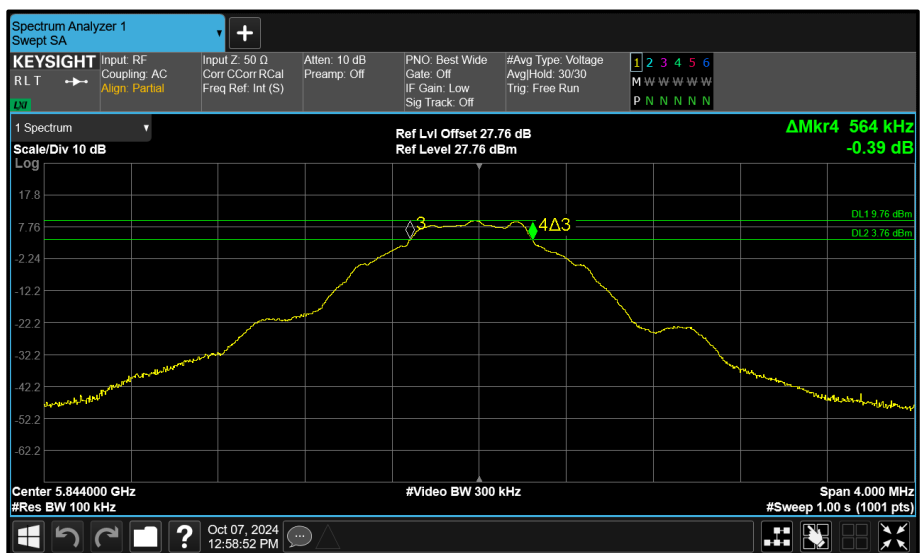 Spectrum Analyzer 1
Swept SA
KEYSIGHT
RLT
LXI
Input: RF
Coupling: AC
Align: Partial
Input Z: 50 Ω
Corr CCorr RCal
Freq Ref: Int (S)
Atten: 10 dB
Preamp: Off
PNO: Best Wide
Gate: Off
IF Gain: Low
Sig Track: Off
#Avg Type: Voltage
Avg|Hold: 30/30
Trig: Free Run
1 2 3 4 5 6
M W W W W W
P N N N N N
1 Spectrum
Scale/Div 10 dB
Ref Lvl Offset 27.76 dB
Ref Level 27.76 dBm
ΔMkr4 564 kHz
-0.39 dB
Log
17.8
7.76
-2.24
-12.2
-22.2
-32.2
-42.2
-52.2
-62.2
3
4Δ3
DL1 9.76 dBm
DL2 3.76 dBm
Center 5.844000 GHz
#Video BW 300 kHz
Span 4.000 MHz
#Res BW 100 kHz
#Sweep 1.00 s (1001 pts)
?
Oct 07, 2024
12:58:52 PM